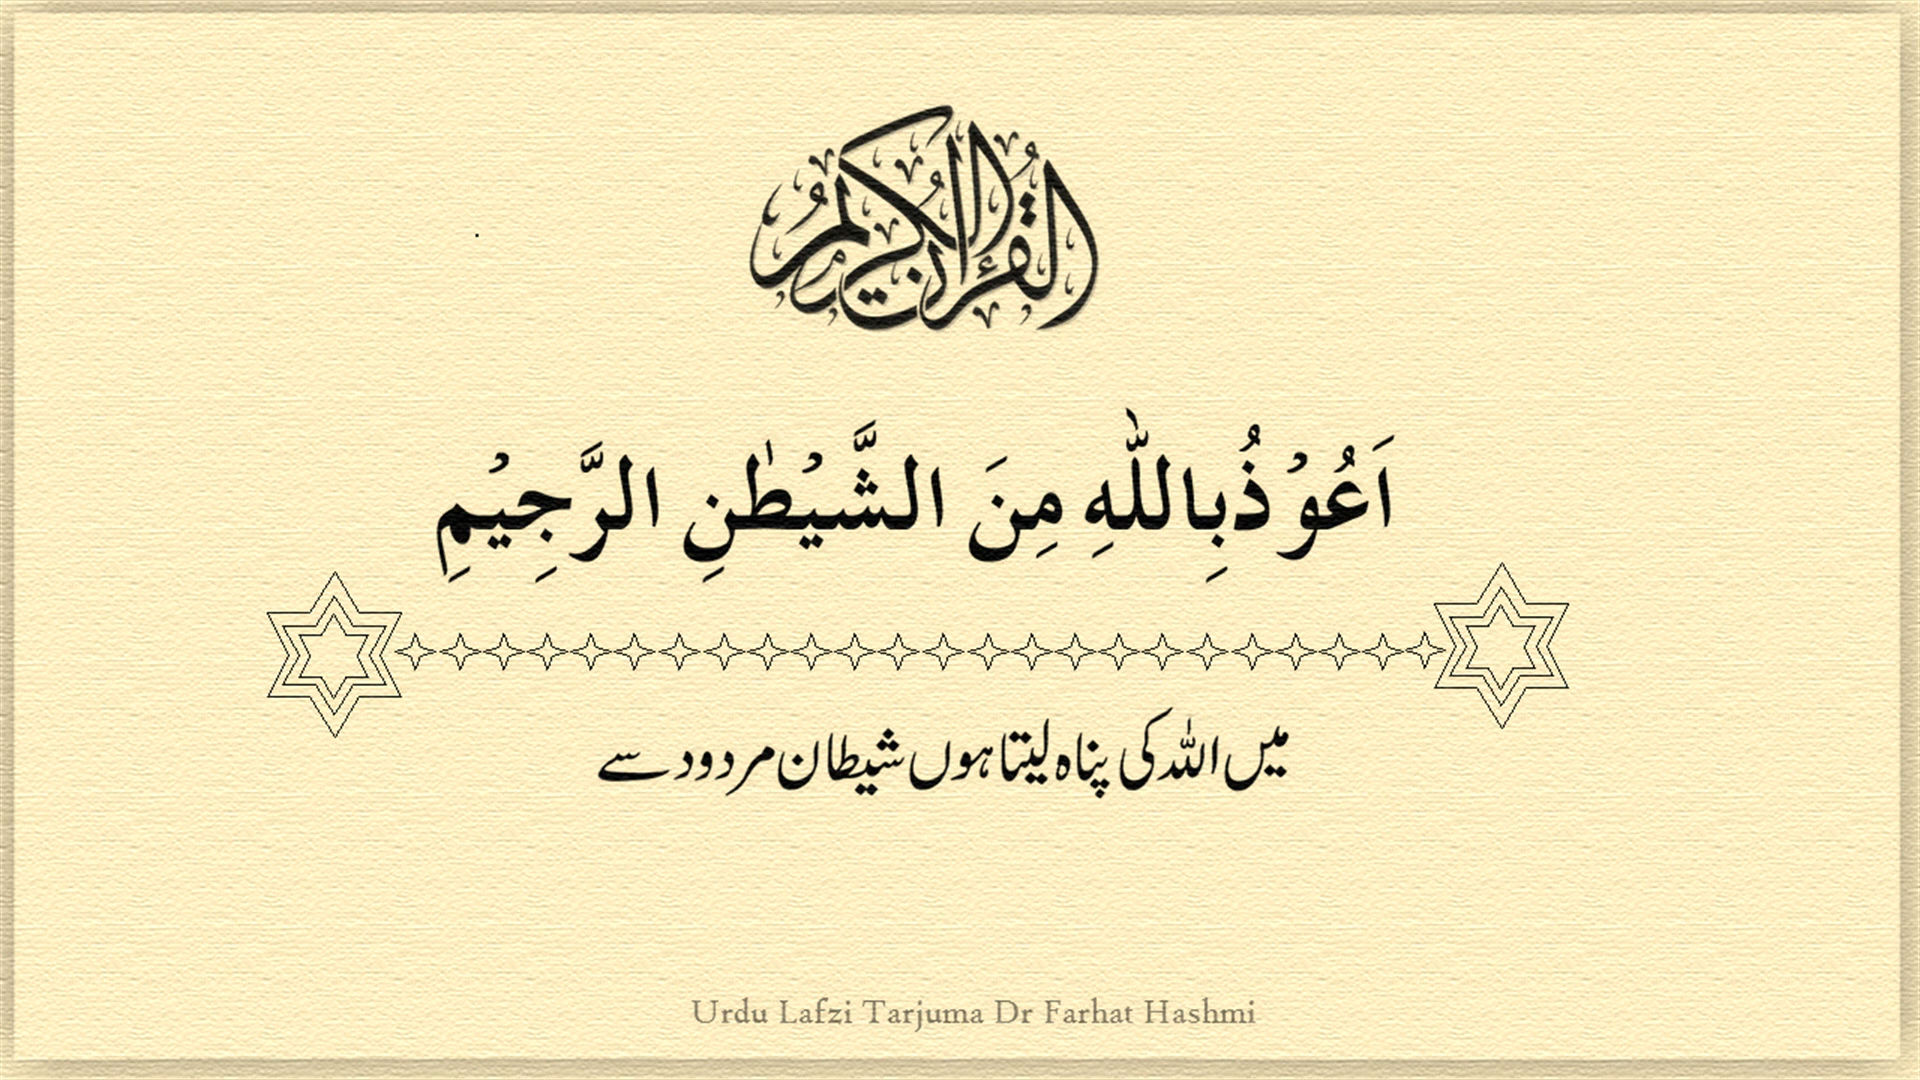 القرآن الكريم
اَعُوْذُبِاللّٰهِ مِنَ الشَّيْطٰنِ الرَّجِيْمِ
میں اللہ کی پناہ لیتا ہوں شیطان مردود سے
Urdu Lafzi Tarjuma Dr Farhat Hashmi